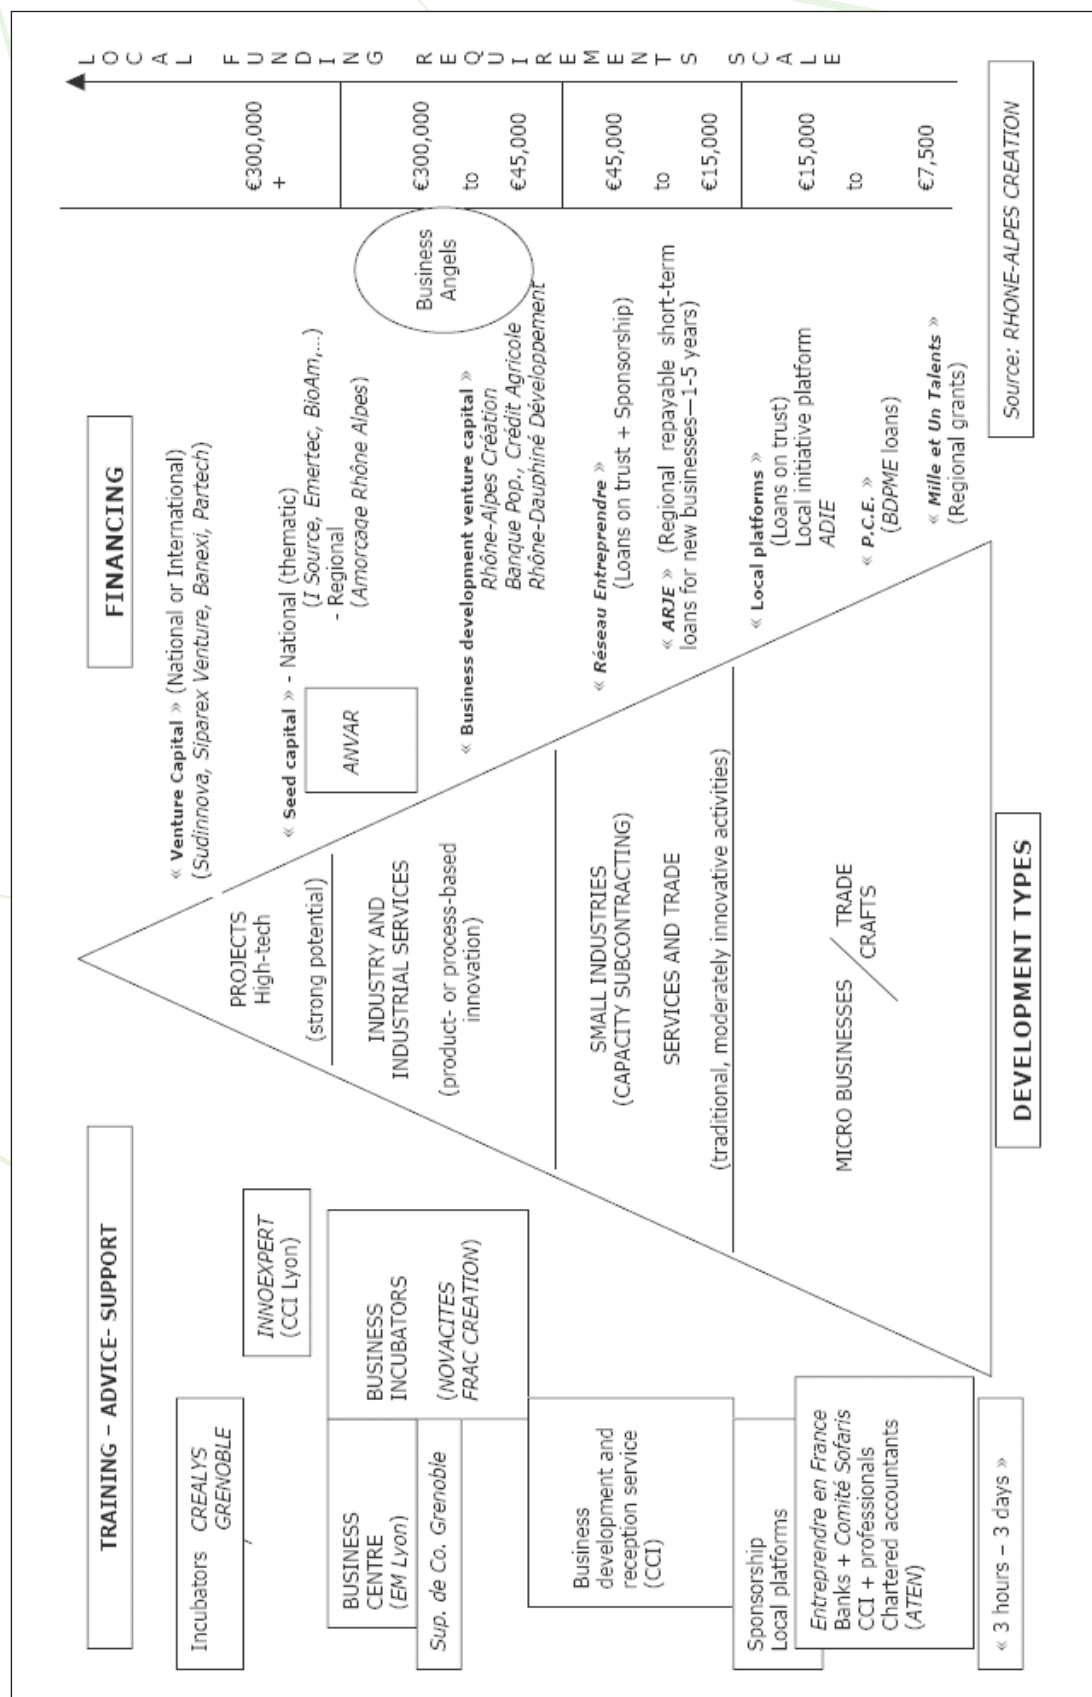 TRAINING – ADVICE- SUPPORT
Incubators CREALYS
GRENOBLE
INNOEXPERT
(CCI Lyon)
BUSINESS
CENTRE
(EM Lyon)
Sup. de Co. Grenoble
BUSINESS
INCUBATORS
(NOVACITES
FRAC CREATION)
Business
development and
reception service
(CCI)
Sponsorship
Local platforms
Entreprendre en France
Banks + Comité Sofaris
CCI + professionals
Chartered accountants
(ATEN)
« 3 hours – 3 days »
PROJECTS
High-tech
(strong potential)
INDUSTRY AND
INDUSTRIAL SERVICES
(product- or process-based
innovation)
SMALL INDUSTRIES
(CAPACITY SUBCONTRACTING)
SERVICES AND TRADE
(traditional, moderately innovative activities)
MICRO BUSINESSES
TRADE
CRAFTS
DEVELOPMENT TYPES
FINANCING
« Venture Capital » (National or International)
(Sudinnova, Siparex Venture, Banexi, Partech)
« Seed capital » - National (thematic)
(I Source, Emertec, BioAm,...)
- Regional
(Amorcage Rhône Alpes)
ANVAR
Business
Angels
« Business development venture capital »
Rhône-Alpes Création
Banque Pop., Crédit Agricole
Rhône-Dauphiné Développement
« Réseau Entreprendre »
(Loans on trust + Sponsorship)
« ARJE » (Regional repayable short-term
loans for new businesses—1-5 years)
« Local platforms »
(Loans on trust)
Local initiative platform
ADIE
« P.C.E. »
(BDPME loans)
« Mille et Un Talents »
(Regional grants)
€300,000
+
€300,000
to
€45,000
€45,000
to
€15,000
€15,000
to
€7,500
LOCAL FUNDING REQUIREMENTS SCALE
Source: RHONE-ALPES CREATION